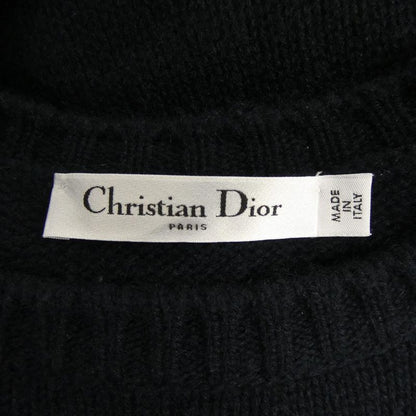 Christian Dior
PARIS
MADE
IN
ITALY